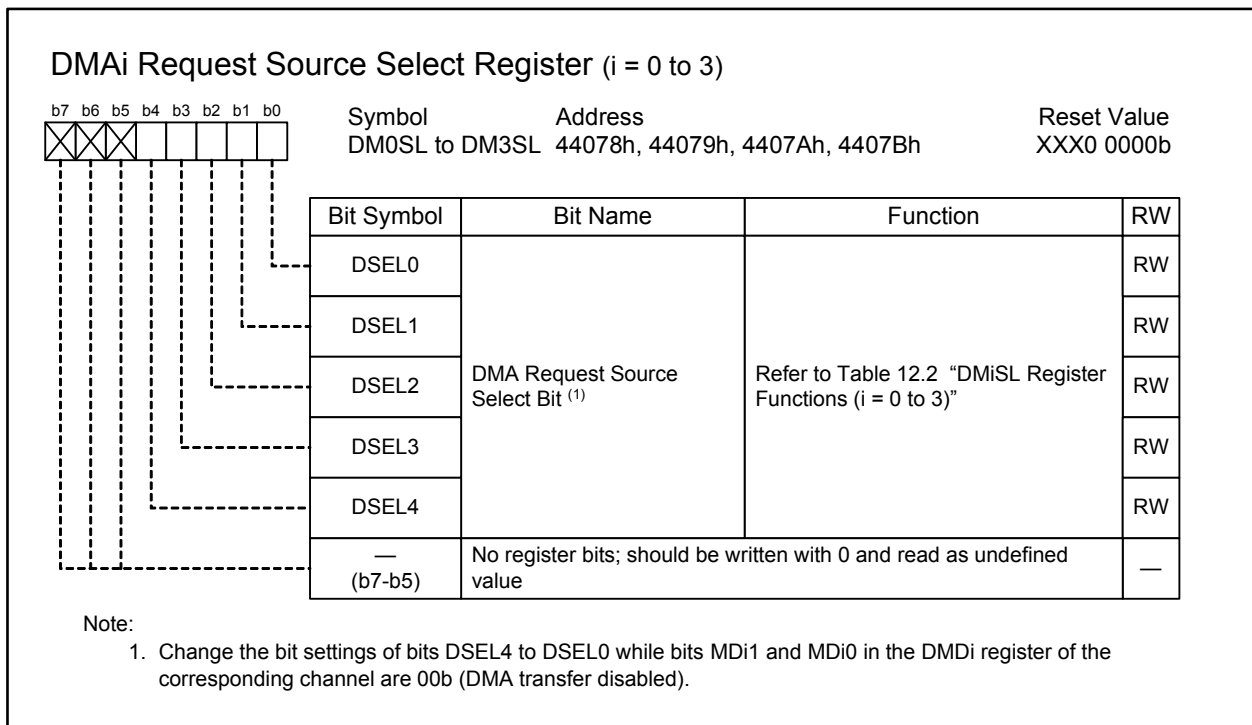 DMAi Request Source Select Register (i = 0 to 3)
b7 b6 b5 b4 b3 b2 b1 b0
Symbol Address Reset Value
DM0SL to DM3SL 44078h, 44079h, 4407Ah, 4407Bh XXX0 0000b
Bit Symbol Bit Name Function RW
DSEL0 RW
DSEL1 RW
DSEL2 DMA Request Source Select Bit (1) Refer to Table 12.2 “DMiSL Register Functions (i = 0 to 3)” RW
DSEL3 RW
DSEL4 RW
— (b7-b5) No register bits; should be written with 0 and read as undefined value —
Note:
1. Change the bit settings of bits DSEL4 to DSEL0 while bits MDi1 and MDi0 in the DMDi register of the
corresponding channel are 00b (DMA transfer disabled).